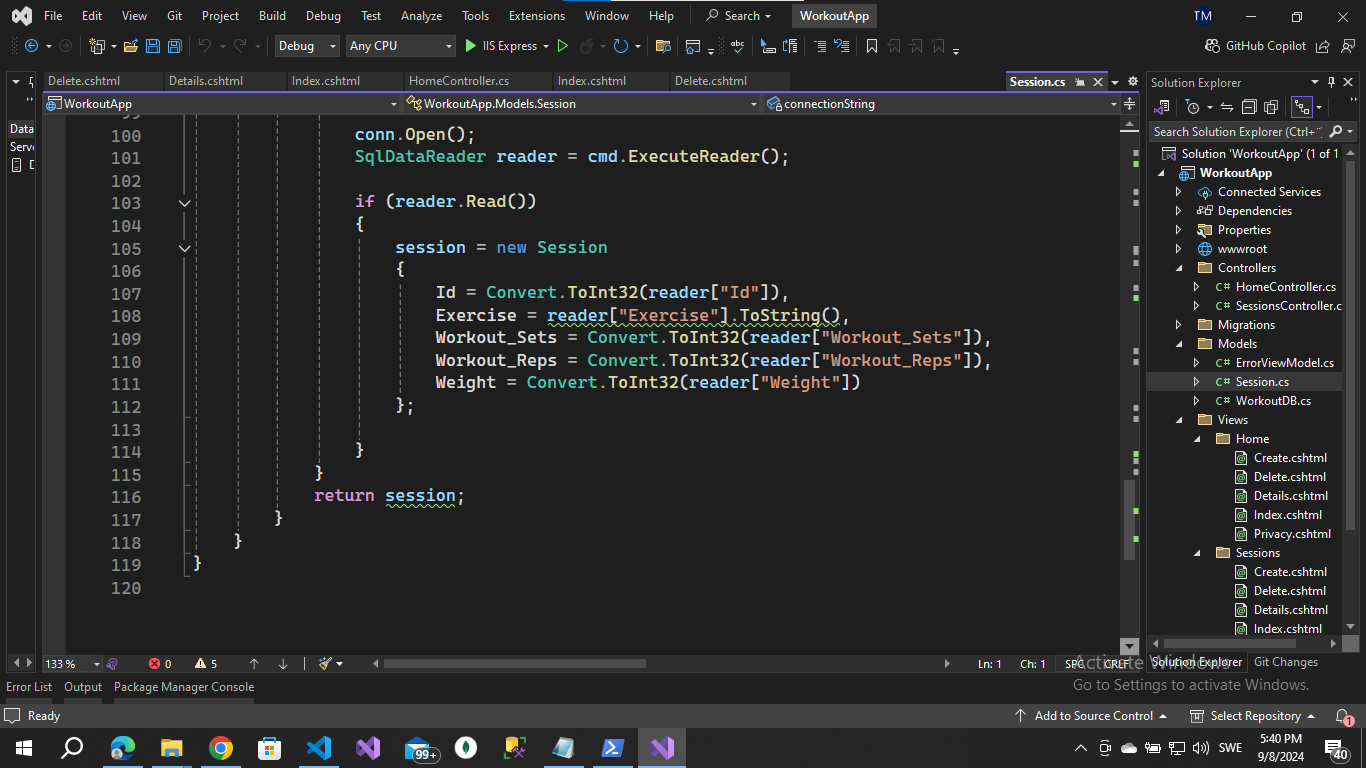 File Edit View Git Project Build Debug Test Analyze Tools Extensions Window Help Search WorkoutApp TM
Debug Any CPU IIS Express GitHub Copilot
Delete.cshtml Details.cshtml Index.cshtml HomeController.cs Index.cshtml Delete.cshtml Session.cs
WorkoutApp WorkoutApp.Models.Session connectionString
Data
Serv
100 conn.Open();
101 SqlDataReader reader = cmd.ExecuteReader();
102
103 if (reader.Read())
104 {
105 session = new Session
106 {
107 Id = Convert.ToInt32(reader["Id"]),
108 Exercise = reader["Exercise"].ToString(),
109 Workout_Sets = Convert.ToInt32(reader["Workout_Sets"]),
110 Workout_Reps = Convert.ToInt32(reader["Workout_Reps"]),
111 Weight = Convert.ToInt32(reader["Weight"])
112 };
113
114 }
115 }
116 return session;
117 }
118 }
119 }
120
133 % 0 5 Ln: 1 Ch: 1 SPC CRLF
Solution Explorer
Search Solution Explorer (Ctrl+
Solution 'WorkoutApp' (1 of 1
WorkoutApp
Connected Services
Dependencies
Properties
wwwroot
Controllers
C# HomeController.cs
C# SessionsController.c
Migrations
Models
C# ErrorViewModel.cs
C# Session.cs
C# WorkoutDB.cs
Views
Home
Create.cshtml
Delete.cshtml
Details.cshtml
Index.cshtml
Privacy.cshtml
Sessions
Create.cshtml
Delete.cshtml
Details.cshtml
Index.cshtml
Solution Explorer Git Changes
Activate Windows
Go to Settings to activate Windows.
Error List Output Package Manager Console
Ready Add to Source Control Select Repository 1
99+ SWE 5:40 PM
9/8/2024 40